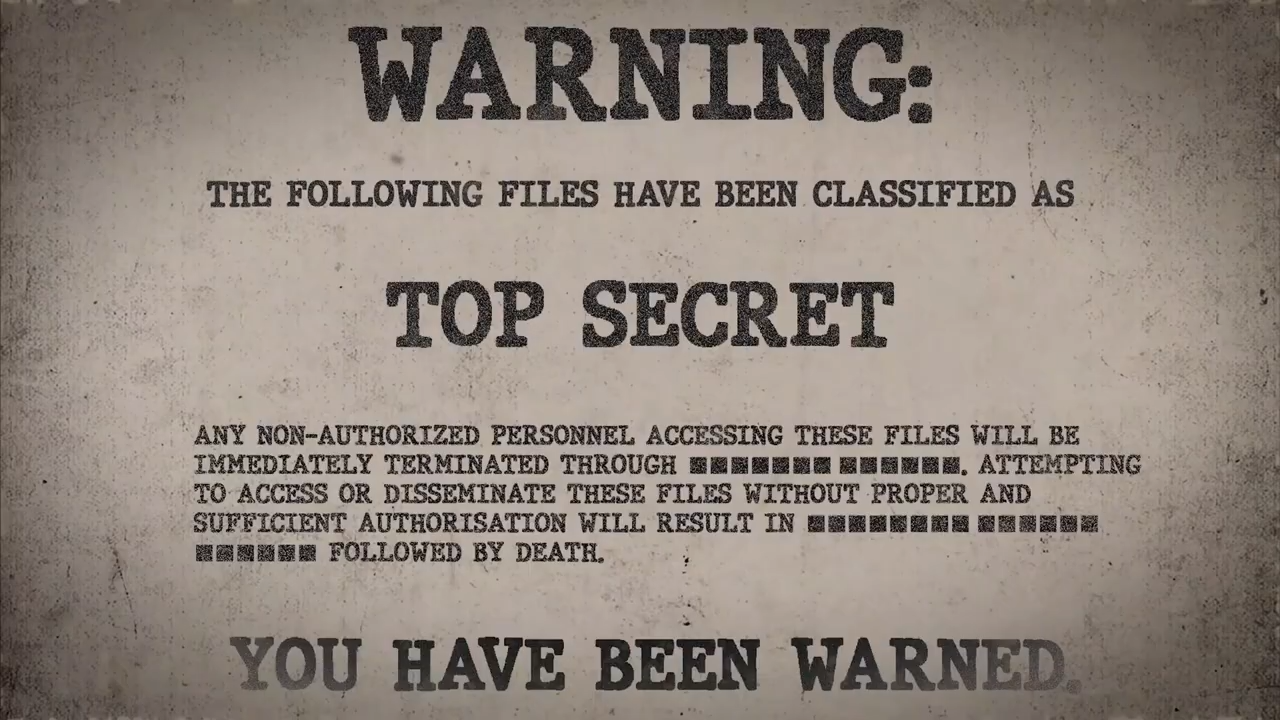 WARNING:
THE FOLLOWING FILES HAVE BEEN CLASSIFIED AS
TOP SECRET
ANY NON-AUTHORIZED PERSONNEL ACCESSING THESE FILES WILL BE
IMMEDIATELY TERMINATED THROUGH ■■■■■■■ ■■■■■■. ATTEMPTING
TO ACCESS OR DISSEMINATE THESE FILES WITHOUT PROPER AND
SUFFICIENT AUTHORISATION WILL RESULT IN ■■■■■■■■ ■■■■■■
■■■■■■ FOLLOWED BY DEATH.
YOU HAVE BEEN WARNED.